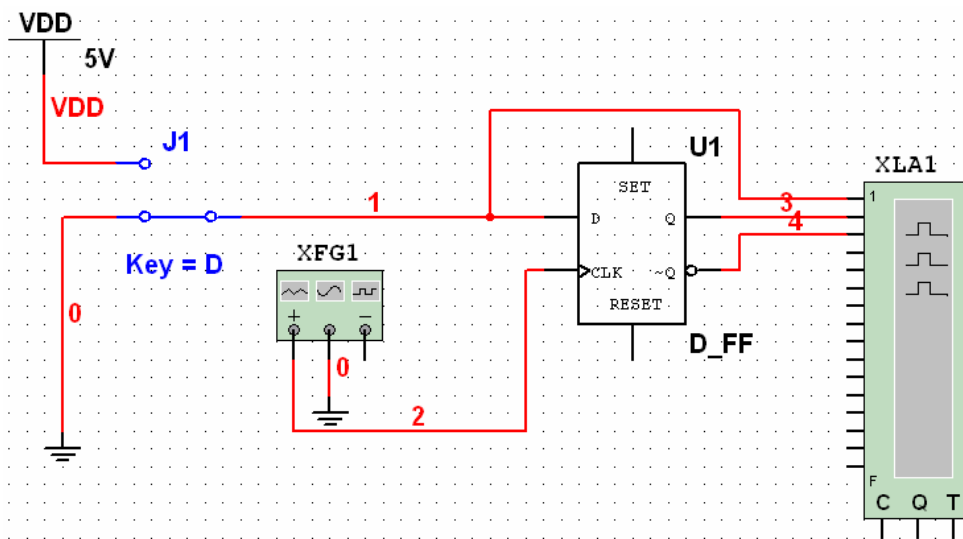 VDD
5V
VDD
J1
U1
XLA1
SET
1
1
3
D
Q
4
Key = D
XFG1
CLK
~Q
+
−
RESET
0
D_FF
0
2
F
C Q T